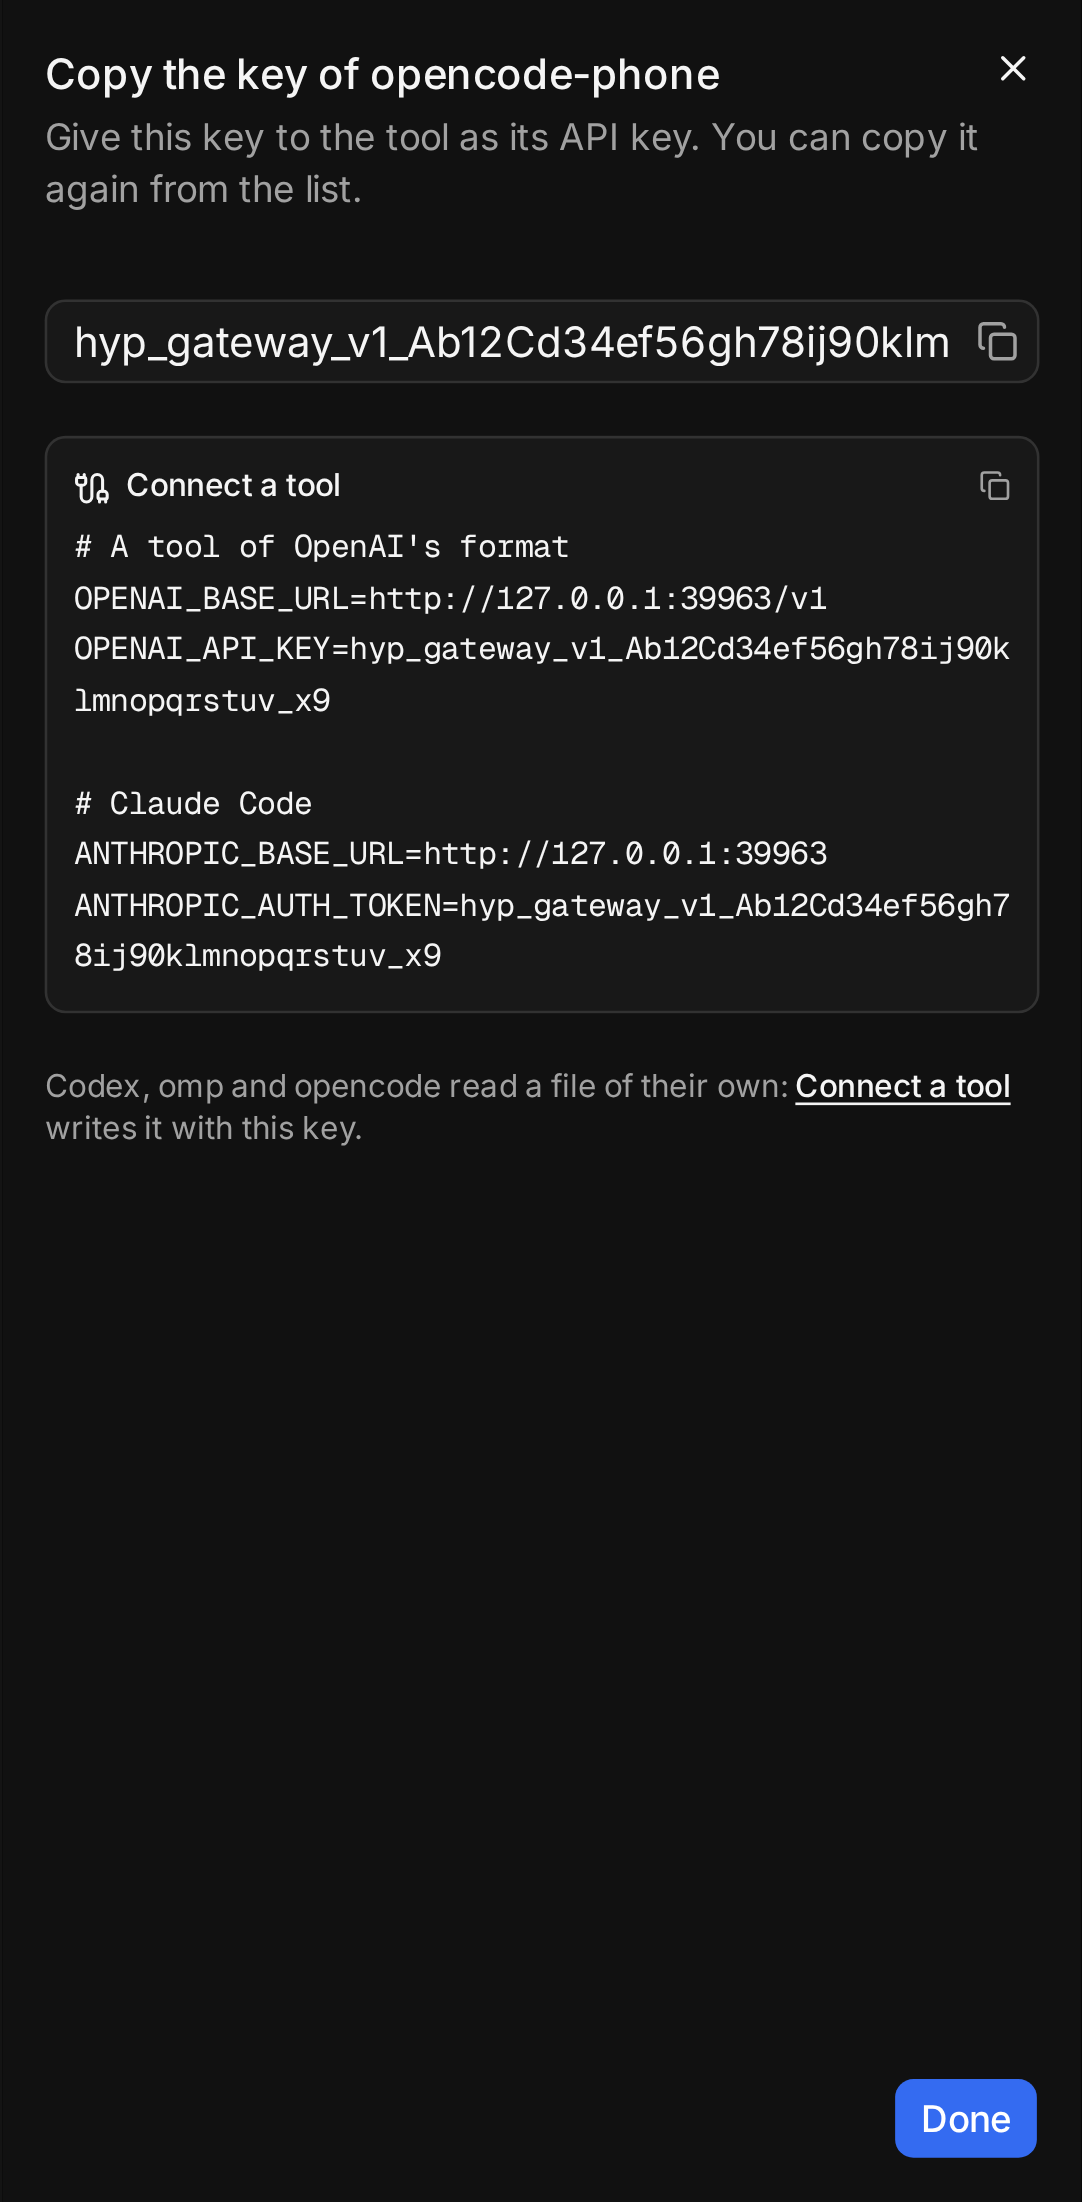 Copy the key of opencode-phone
Give this key to the tool as its API key. You can copy it
again from the list.
hyp_gateway_v1_Ab12Cd34ef56gh78ij90klm
Connect a tool
# A tool of OpenAI's format
OPENAI_BASE_URL=http://127.0.0.1:39963/v1
OPENAI_API_KEY=hyp_gateway_v1_Ab12Cd34ef56gh78ij90k
lmnopqrstuv_x9
# Claude Code
ANTHROPIC_BASE_URL=http://127.0.0.1:39963
ANTHROPIC_AUTH_TOKEN=hyp_gateway_v1_Ab12Cd34ef56gh7
8ij90klmnopqrstuv_x9
Codex, omp and opencode read a file of their own: Connect a tool
writes it with this key.
Done